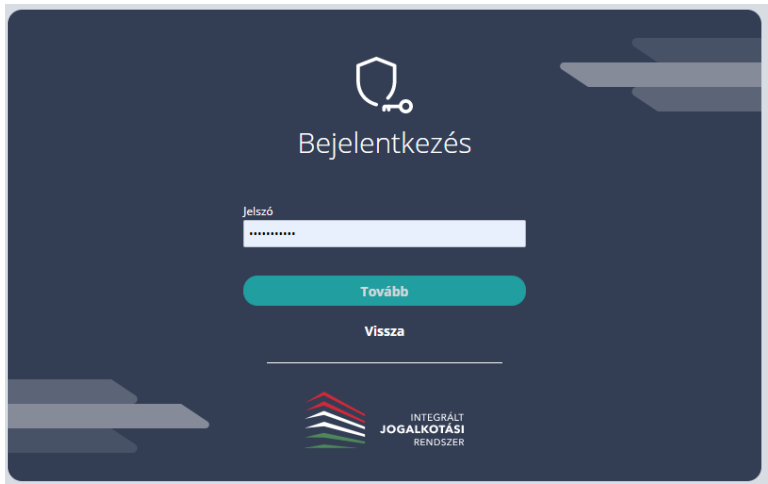 Bejelentkezés
Jelszó
•••••••••••
Tovább
Vissza
INTEGRÁLT
JOGALKOTÁSI
RENDSZER